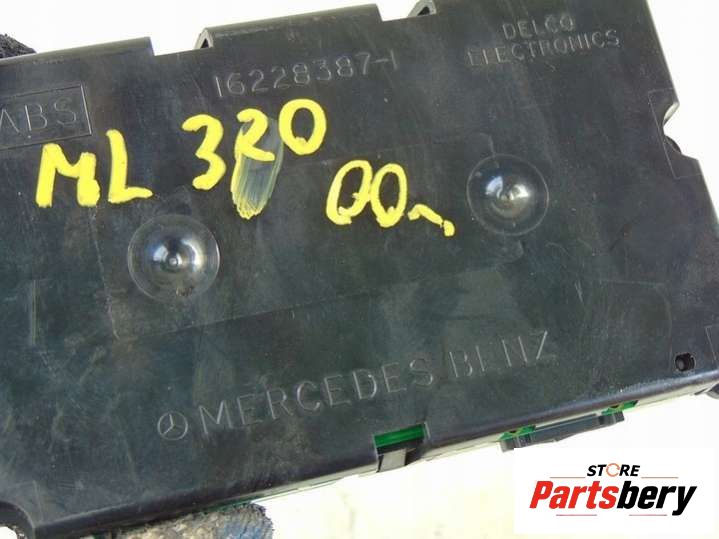 DELCO
ELECTRONICS
16228387-1
ABS
ML 320
00
MERCEDES BENZ
STORE
Partsbery